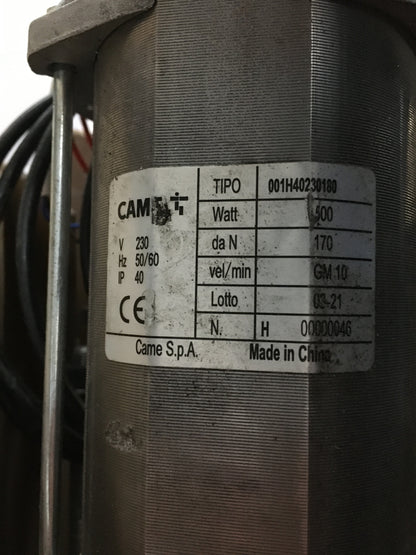 CAME
V 230
Hz 50/60
IP 40
CE
TIPO 001H40230180
Watt
da N 170
vel/min GM 10
Lotto 03-21
N. H 00000046
Came S.p.A. Made in China